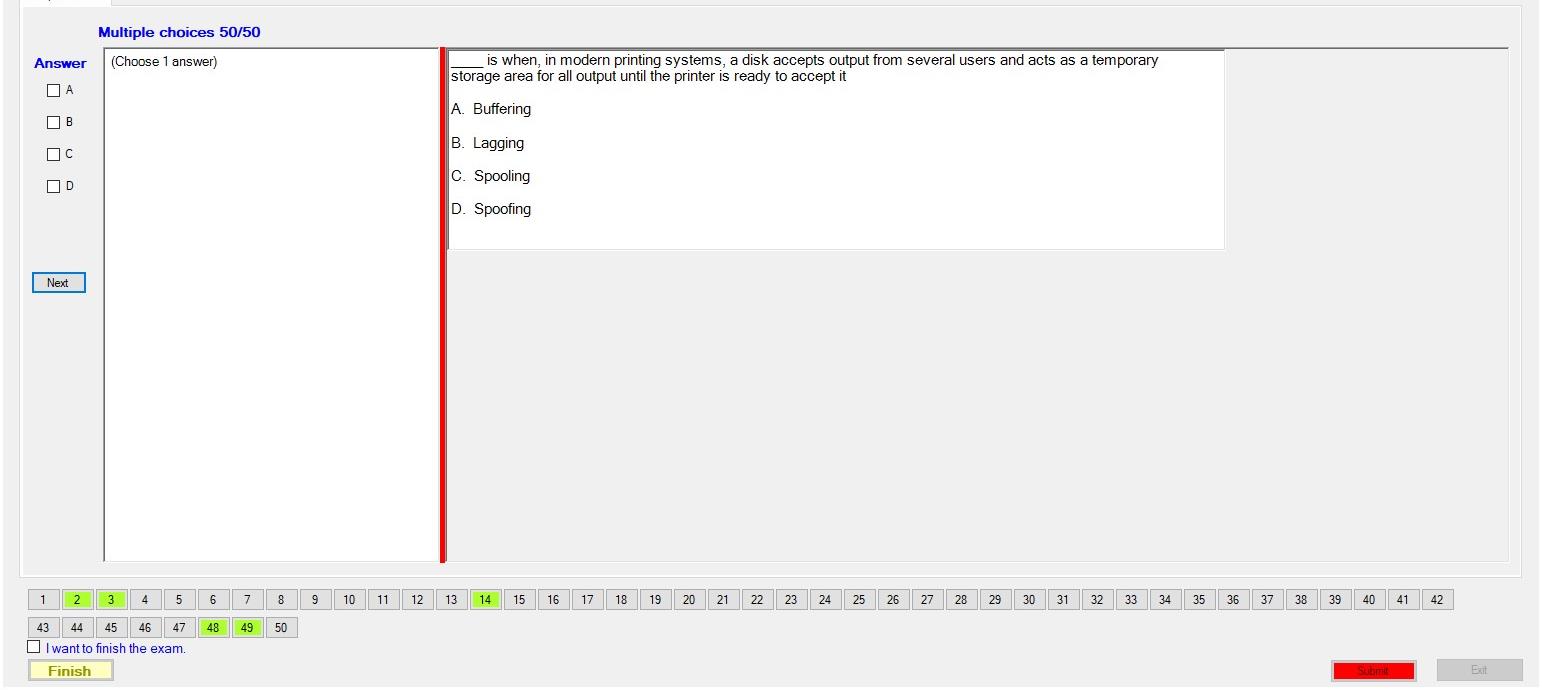 Multiple choices 50/50
Answer
(Choose 1 answer)
A
B
C
D
Next
____ is when, in modern printing systems, a disk accepts output from several users and acts as a temporary
storage area for all output until the printer is ready to accept it
A. Buffering
B. Lagging
C. Spooling
D. Spoofing
1 2 3 4 5 6 7 8 9 10 11 12 13 14 15 16 17 18 19 20 21 22 23 24 25 26 27 28 29 30 31 32 33 34 35 36 37 38 39 40 41 42
43 44 45 46 47 48 49 50
I want to finish the exam.
Finish
Submit
Exit